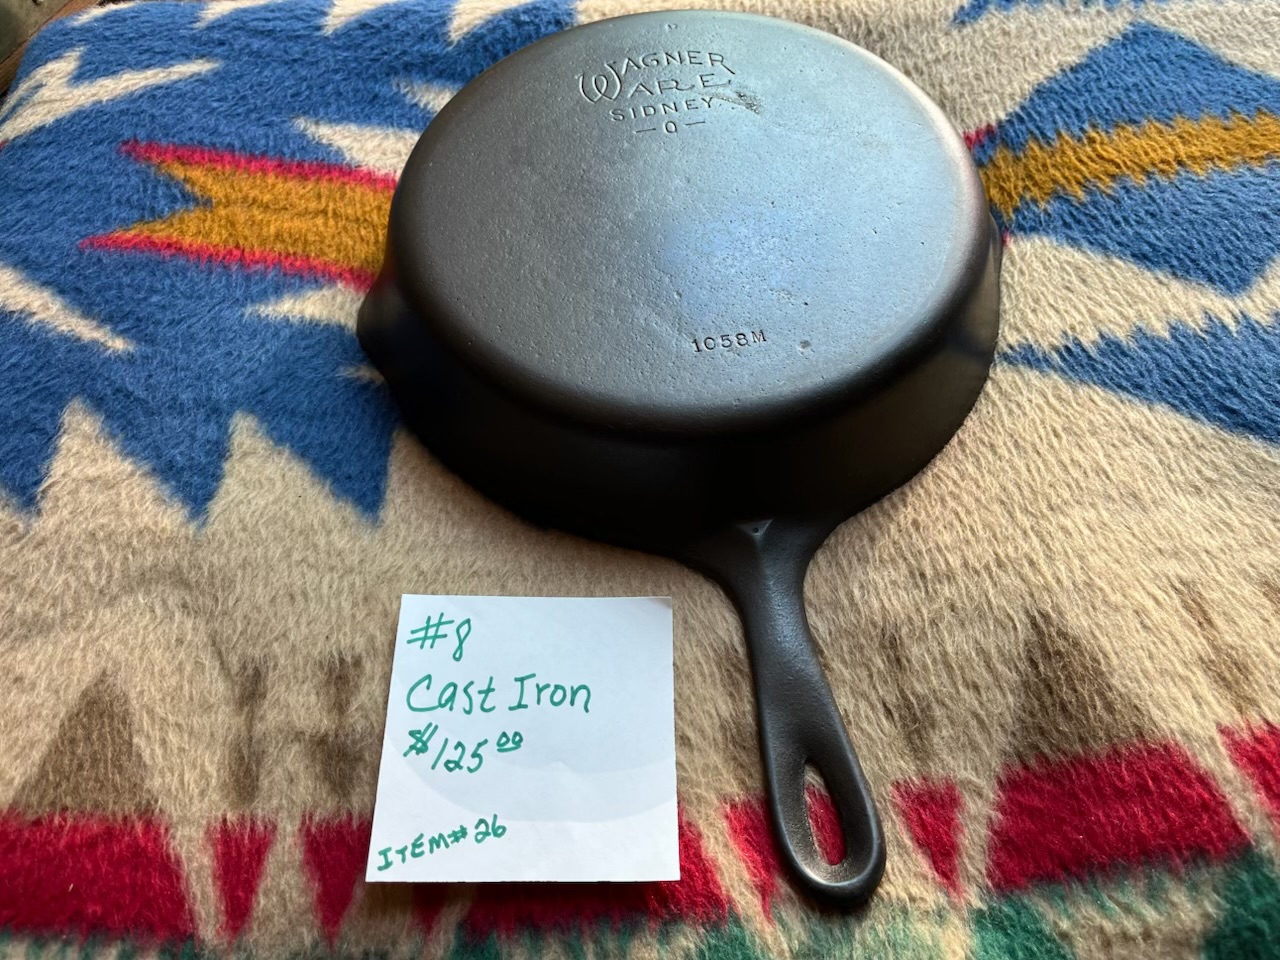 WAGNER
WARE
SIDNEY
-O-
1058M
#8
Cast Iron
$125.00
ITEM# 26